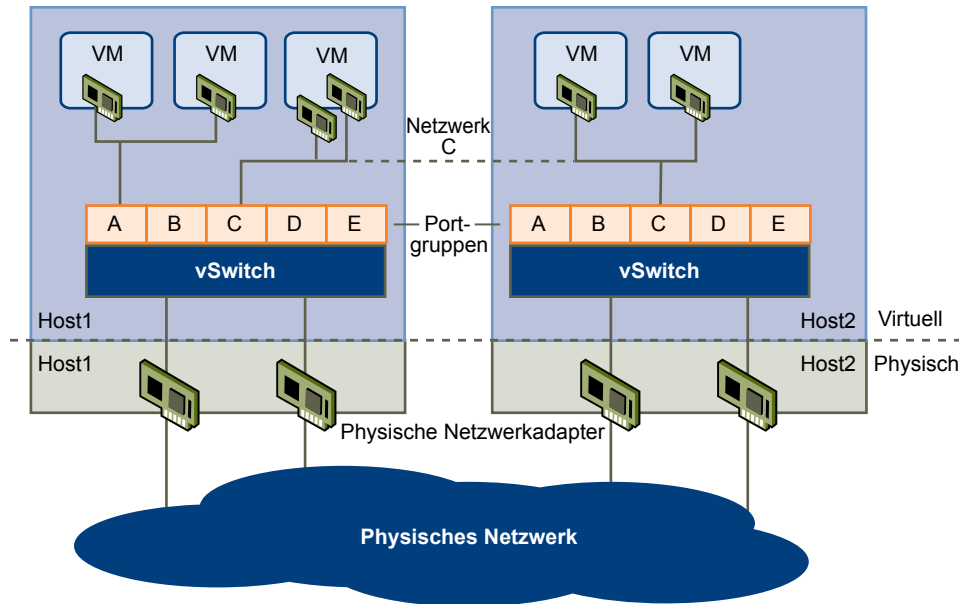 VM
VM
VM
VM
VM
Netzwerk
C
A B C D E
Port-
gruppen
A B C D E
vSwitch
vSwitch
Host1
Host2
Virtuell
Host1
Host2
Physisch
Physische Netzwerkadapter
Physisches Netzwerk